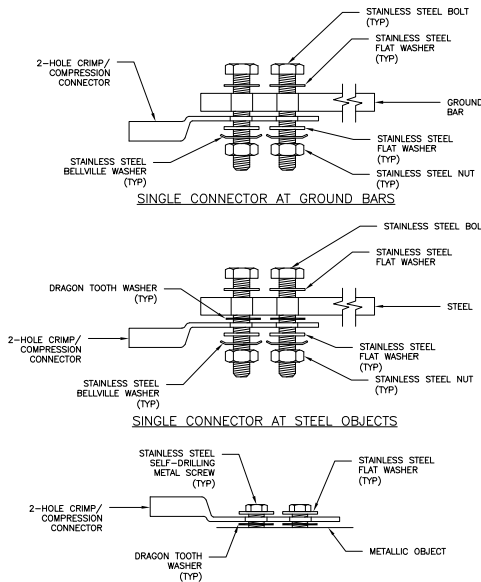 STAINLESS STEEL BOLT
(TYP)
STAINLESS STEEL
FLAT WASHER
(TYP)
2-HOLE CRIMP/
COMPRESSION
CONNECTOR
GROUND
BAR
STAINLESS STEEL
FLAT WASHER
(TYP)
STAINLESS STEEL
BELLVILLE WASHER
(TYP)
STAINLESS STEEL NUT
(TYP)
SINGLE CONNECTOR AT GROUND BARS
STAINLESS STEEL BOL
STAINLESS STEEL
FLAT WASHER
DRAGON TOOTH WASHER
(TYP)
STEEL
2-HOLE CRIMP/
COMPRESSION
CONNECTOR
STAINLESS STEEL
FLAT WASHER
(TYP)
STAINLESS STEEL
BELLVILLE WASHER
(TYP)
STAINLESS STEEL NUT
(TYP)
SINGLE CONNECTOR AT STEEL OBJECTS
STAINLESS STEEL
SELF-DRILLING
METAL SCREW
(TYP)
STAINLESS STEEL
FLAT WASHER
(TYP)
2-HOLE CRIMP/
COMPRESSION
CONNECTOR
DRAGON TOOTH
WASHER
(TYP)
METALLIC OBJECT